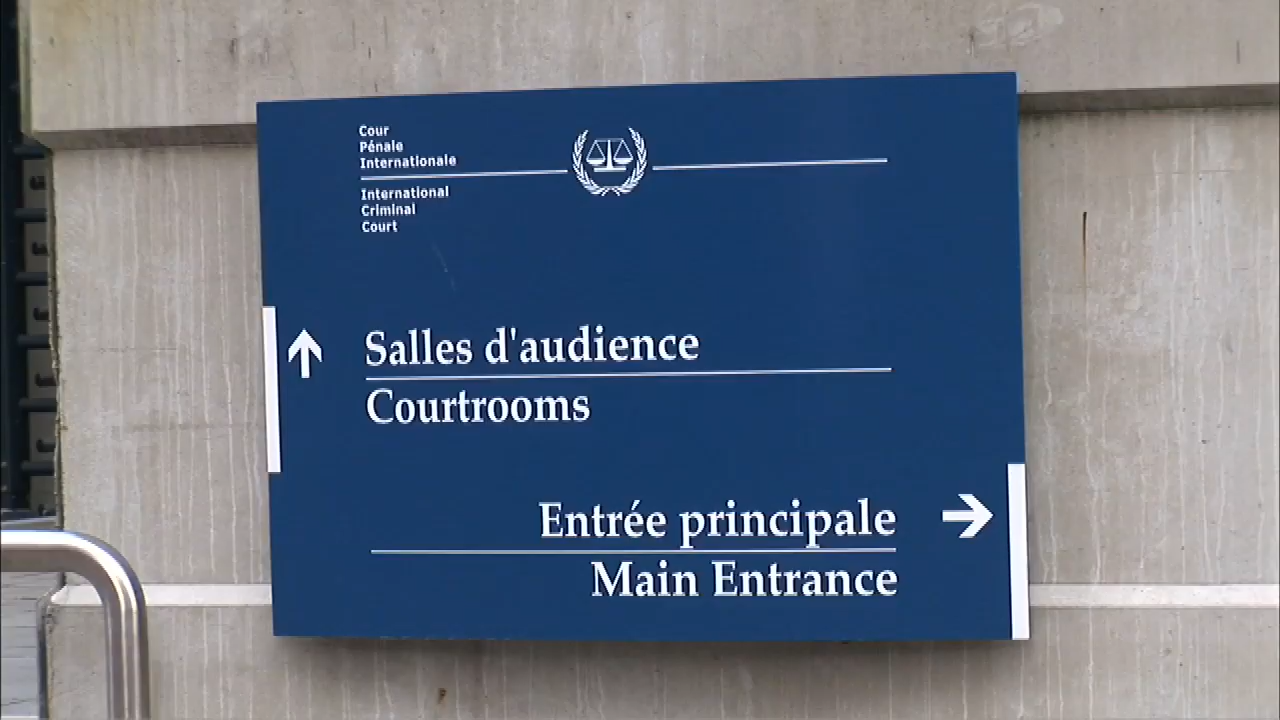 Cour
Pénale
Internationale
International
Criminal
Court
Salles d'audience
Courtrooms
Entrée principale
Main Entrance